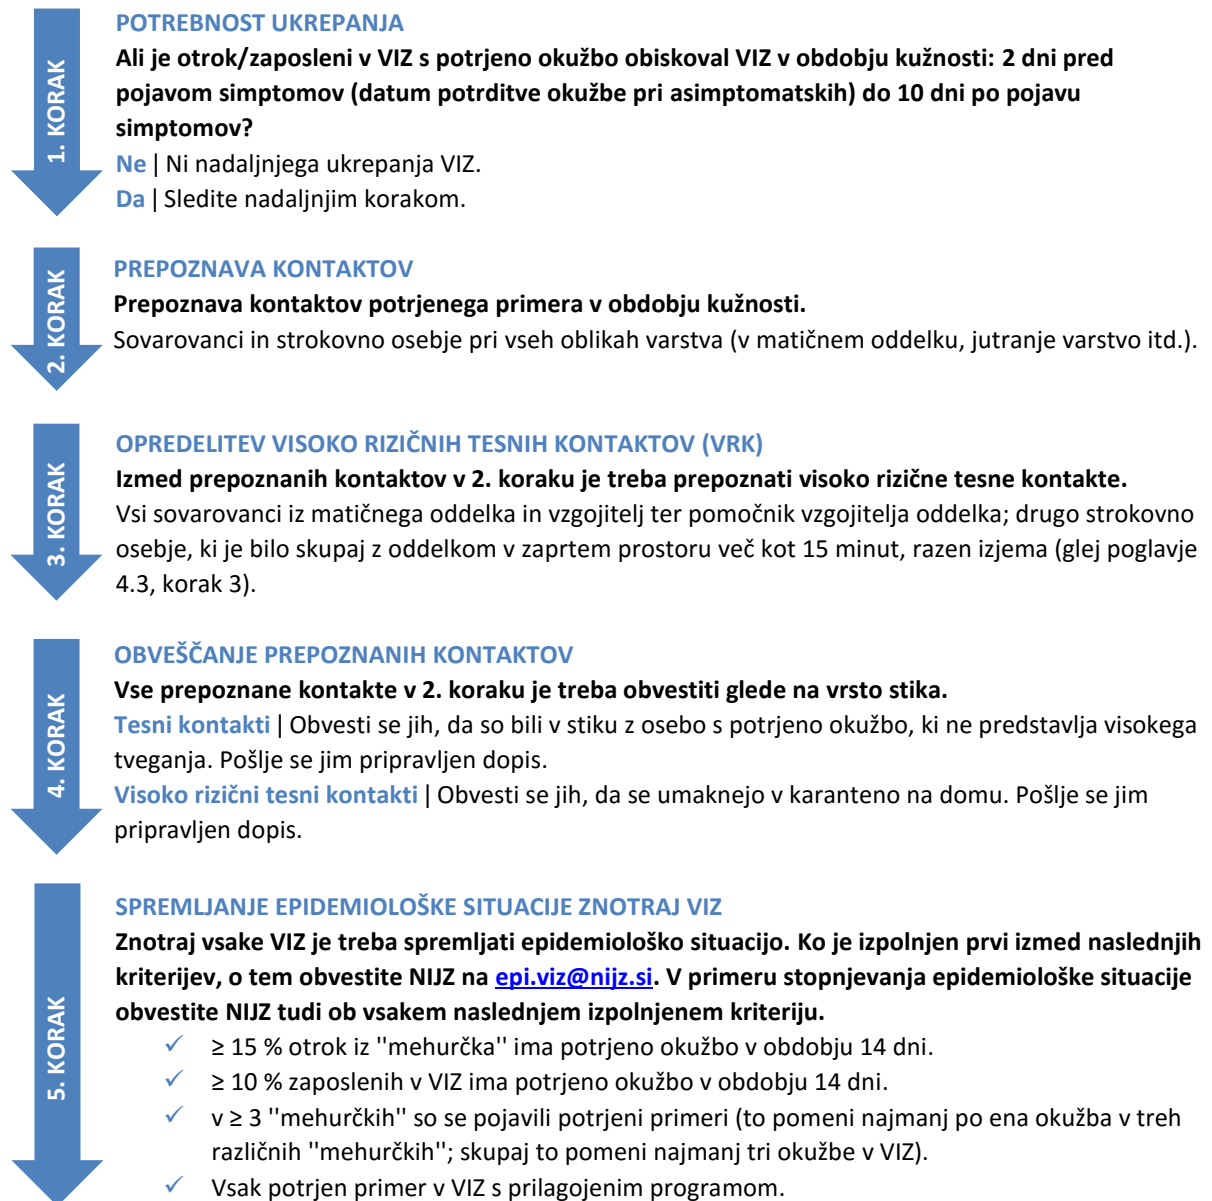 1. KORAK
POTREBNOST UKREPANJA
Ali je otrok/zaposleni v VIZ s potrjeno okužbo obiskoval VIZ v obdobju kužnosti: 2 dni pred
pojavom simptomov (datum potrditve okužbe pri asimptomatskih) do 10 dni po pojavu
simptomov?
Ne | Ni nadaljnjega ukrepanja VIZ.
Da | Sledite nadaljnjim korakom.
2. KORAK
PREPOZNAVA KONTAKTOV
Prepoznava kontaktov potrjenega primera v obdobju kužnosti.
Sovarovanci in strokovno osebje pri vseh oblikah varstva (v matičnem oddelku, jutranje varstvo itd.).
3. KORAK
OPREDELITEV VISOKO RIZIČNIH TESNIH KONTAKTOV (VRK)
Izmed prepoznanih kontaktov v 2. koraku je treba prepoznati visoko rizične tesne kontakte.
Vsi sovarovanci iz matičnega oddelka in vzgojitelj ter pomočnik vzgojitelja oddelka; drugo strokovno
osebje, ki je bilo skupaj z oddelkom v zaprtem prostoru več kot 15 minut, razen izjema (glej poglavje
4.3, korak 3).
4. KORAK
OBVEŠČANJE PREPOZNANIH KONTAKTOV
Vse prepoznane kontakte v 2. koraku je treba obvestiti glede na vrsto stika.
Tesni kontakti | Obvesti se jih, da so bili v stiku z osebo s potrjeno okužbo, ki ne predstavlja visokega
tveganja. Pošlje se jim pripravljen dopis.
Visoko rizični tesni kontakti | Obvesti se jih, da se umaknejo v karanteno na domu. Pošlje se jim
pripravljen dopis.
5. KORAK
SPREMLJANJE EPIDEMIOLOŠKE SITUACIJE ZNOTRAJ VIZ
Znotraj vsake VIZ je treba spremljati epidemiološko situacijo. Ko je izpolnjen prvi izmed naslednjih
kriterijev, o tem obvestite NIJZ na epi.viz@nijz.si. V primeru stopnjevanja epidemiološke situacije
obvestite NIJZ tudi ob vsakem naslednjem izpolnjenem kriteriju.
✓ ≥ 15 % otrok iz ''mehurčka'' ima potrjeno okužbo v obdobju 14 dni.
✓ ≥ 10 % zaposlenih v VIZ ima potrjeno okužbo v obdobju 14 dni.
✓ v ≥ 3 ''mehurčkih'' so se pojavili potrjeni primeri (to pomeni najmanj po ena okužba v treh
različnih ''mehurčkih''; skupaj to pomeni najmanj tri okužbe v VIZ).
✓ Vsak potrjen primer v VIZ s prilagojenim programom.